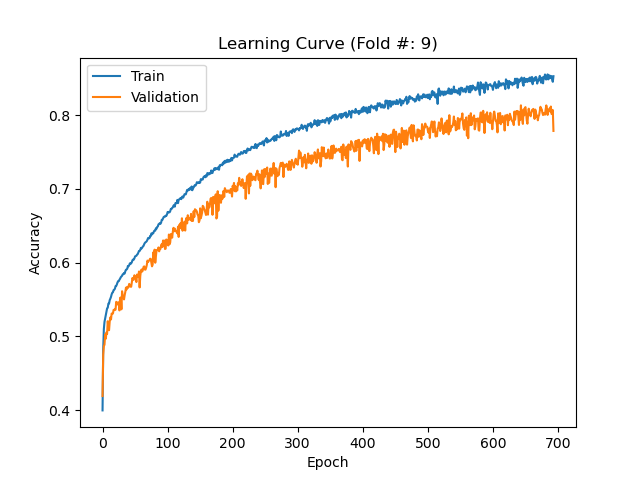 Learning Curve (Fold #: 9)
Train
Validation
0.8
0.7
0.6
0.5
0.4
Accuracy
0 100 200 300 400 500 600 700
Epoch